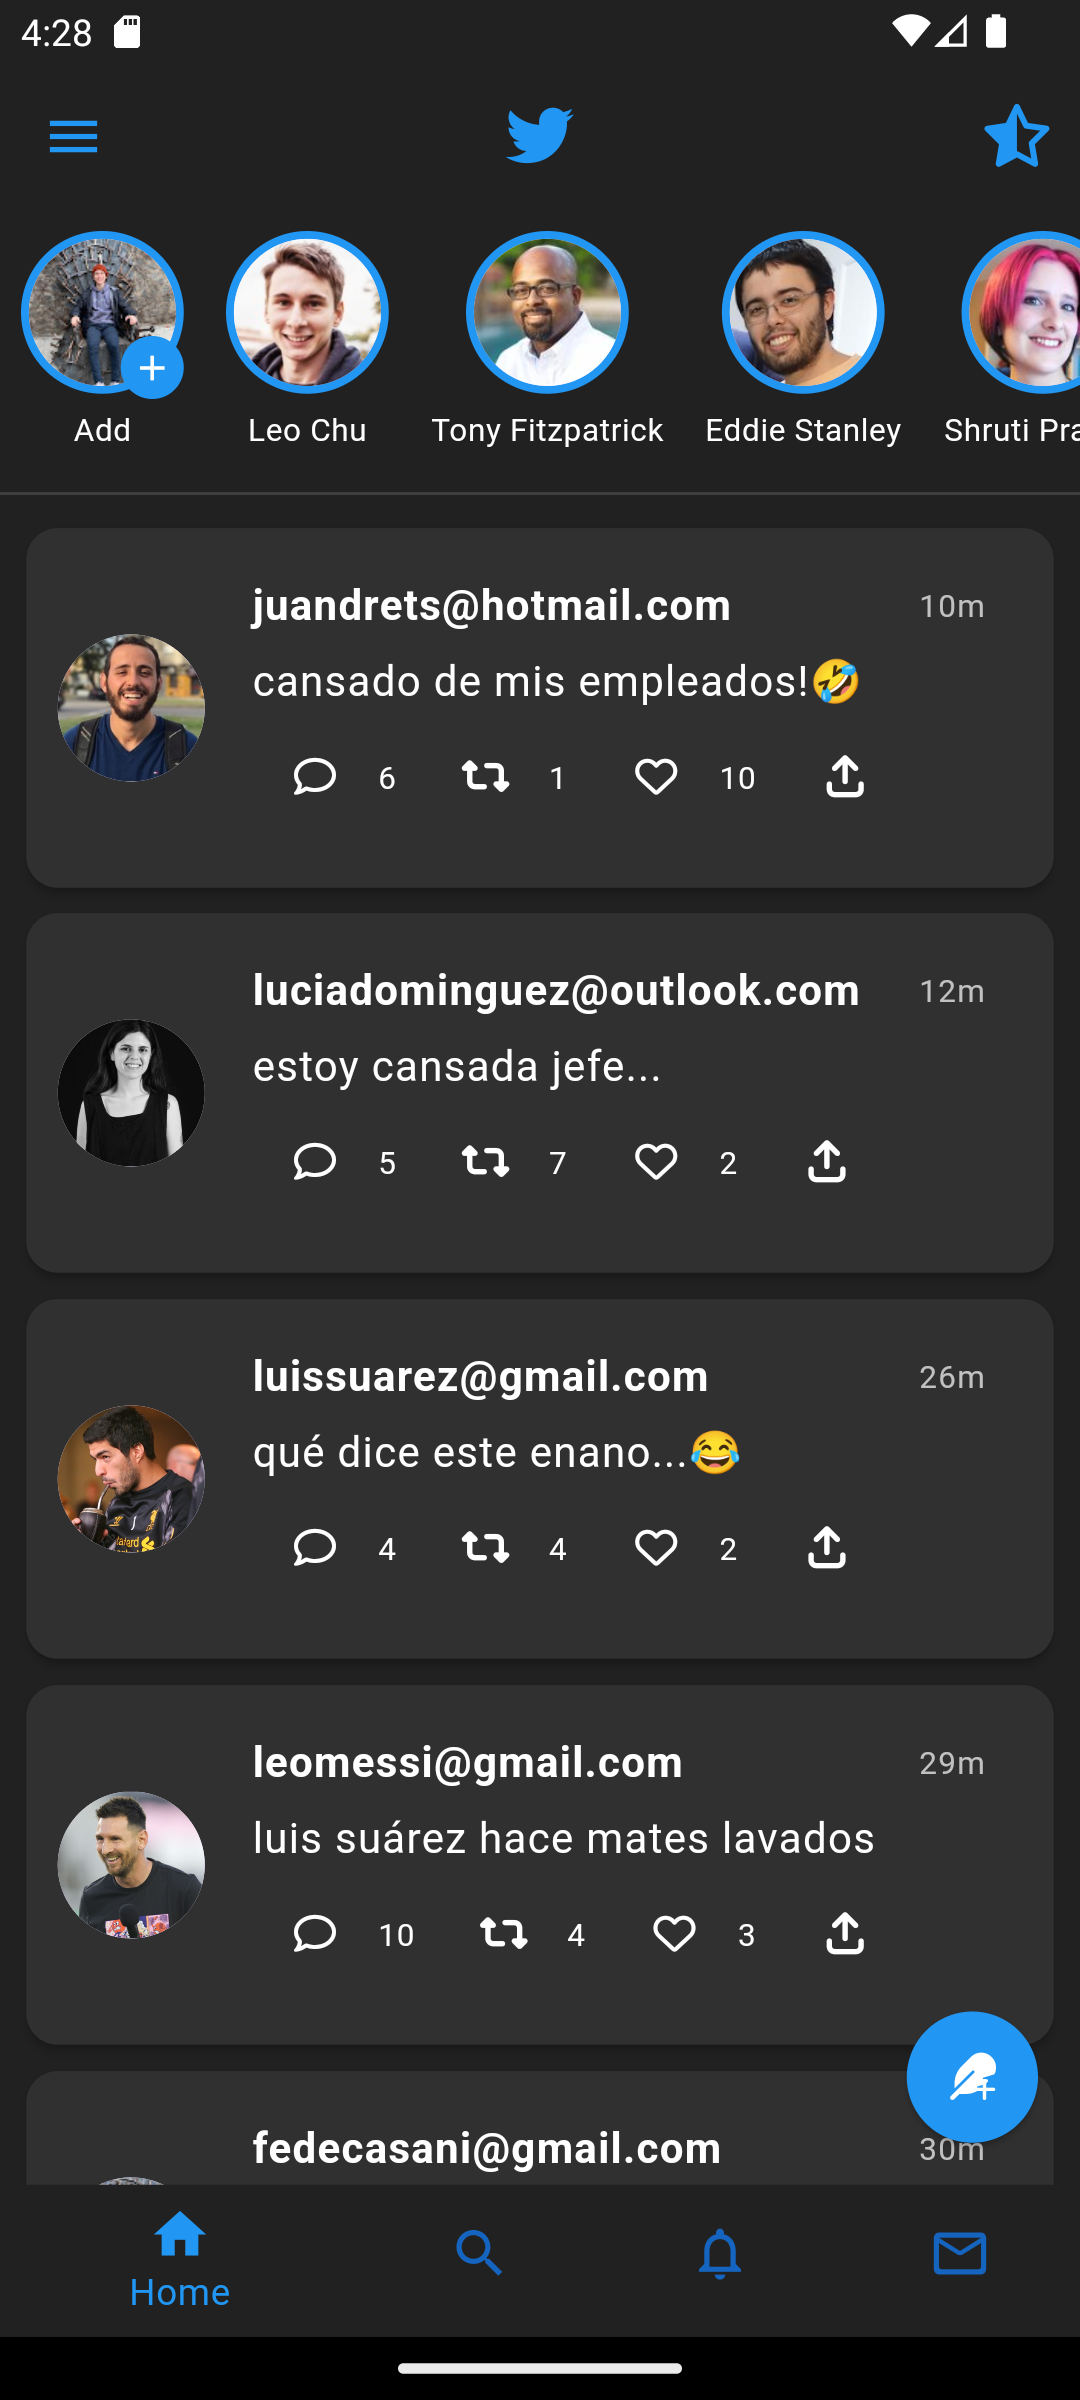 4:28
Add
Leo Chu
Tony Fitzpatrick
Eddie Stanley
Shruti Pra
juandrets@hotmail.com 10m
cansado de mis empleados!🤣
6 1 10
luciadominguez@outlook.com 12m
estoy cansada jefe...
5 7 2
luissuarez@gmail.com 26m
qué dice este enano...😂
4 4 2
leomessi@gmail.com 29m
luis suárez hace mates lavados
10 4 3
fedecasani@gmail.com 30m
Home